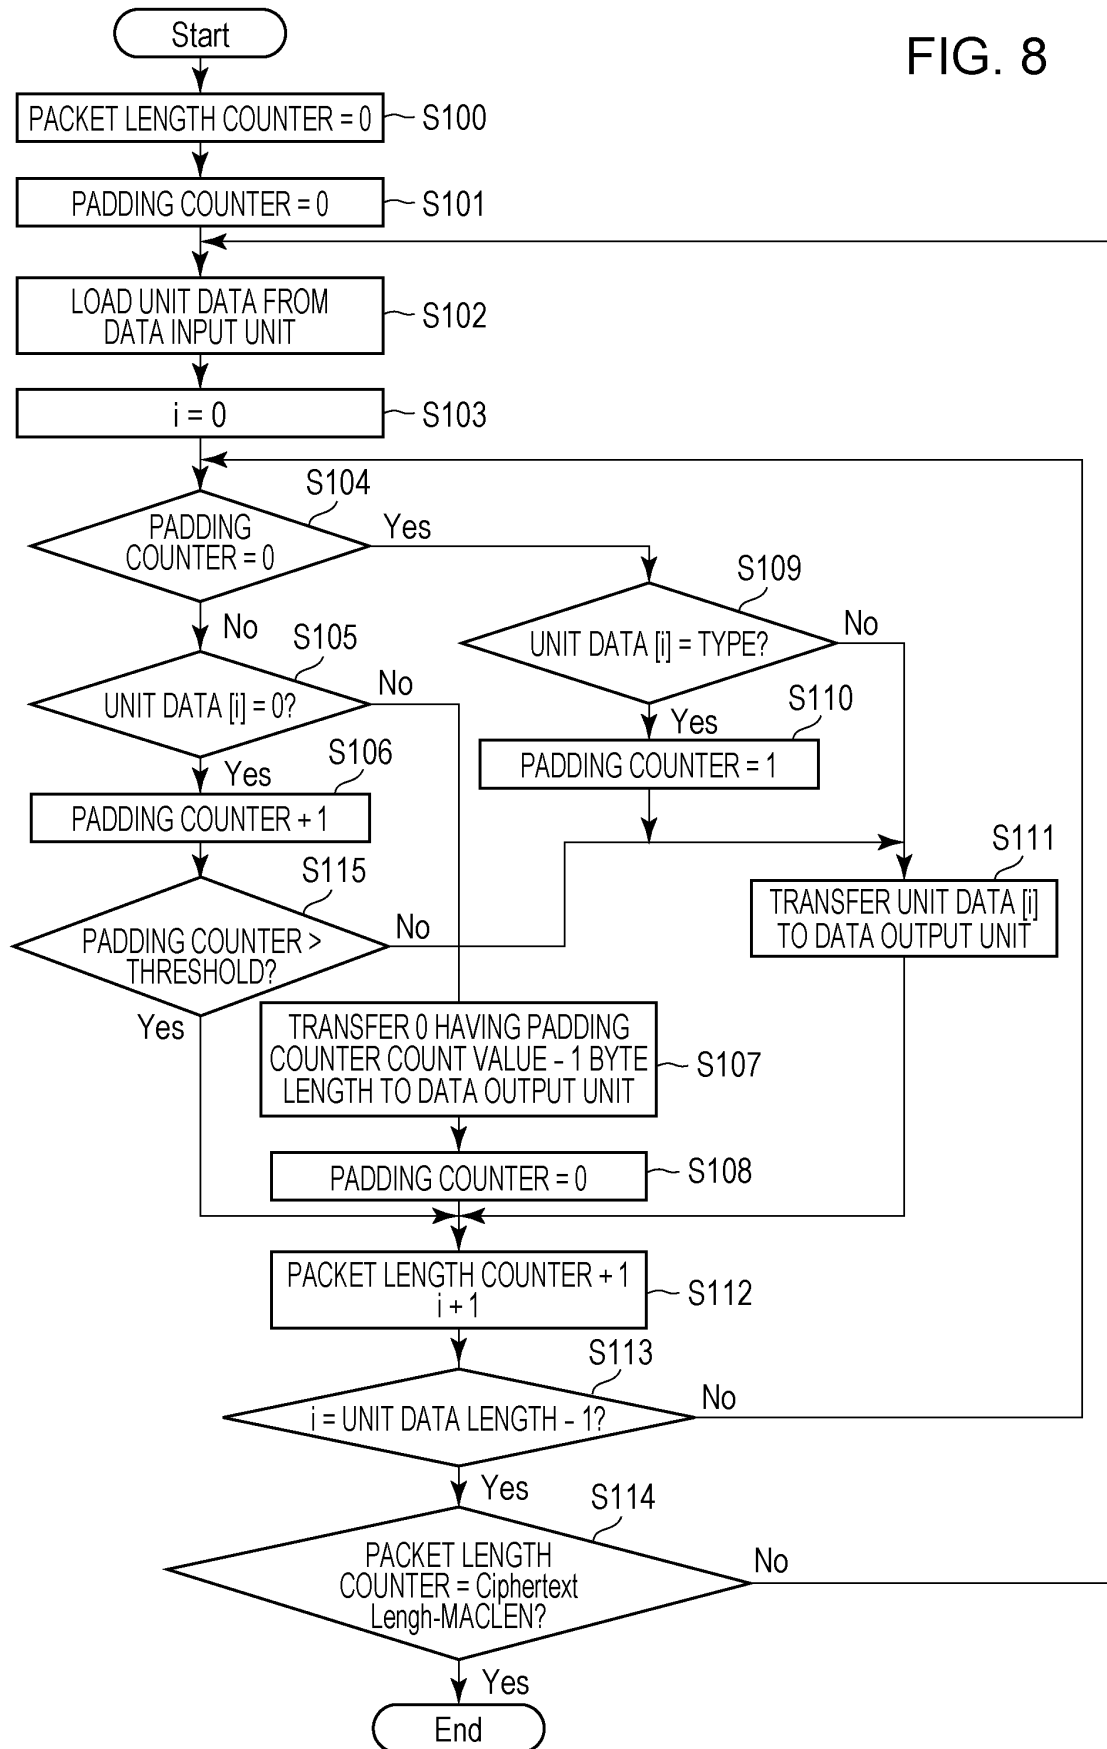 Start
FIG. 8
PACKET LENGTH COUNTER = 0
S100
PADDING COUNTER = 0
S101
LOAD UNIT DATA FROM
DATA INPUT UNIT
S102
i = 0
S103
S104
PADDING
COUNTER = 0
Yes
No
S109
UNIT DATA [i] = TYPE?
No
Yes
S105
UNIT DATA [i] = 0?
No
Yes
S110
PADDING COUNTER = 1
S106
PADDING COUNTER + 1
S115
PADDING COUNTER >
THRESHOLD?
No
Yes
S111
TRANSFER UNIT DATA [i]
TO DATA OUTPUT UNIT
TRANSFER 0 HAVING PADDING
COUNTER COUNT VALUE – 1 BYTE
LENGTH TO DATA OUTPUT UNIT
S107
PADDING COUNTER = 0
S108
PACKET LENGTH COUNTER + 1
i + 1
S112
S113
i = UNIT DATA LENGTH – 1?
No
Yes
S114
PACKET LENGTH
COUNTER = Ciphertext
Lengh-MACLEN?
No
Yes
End